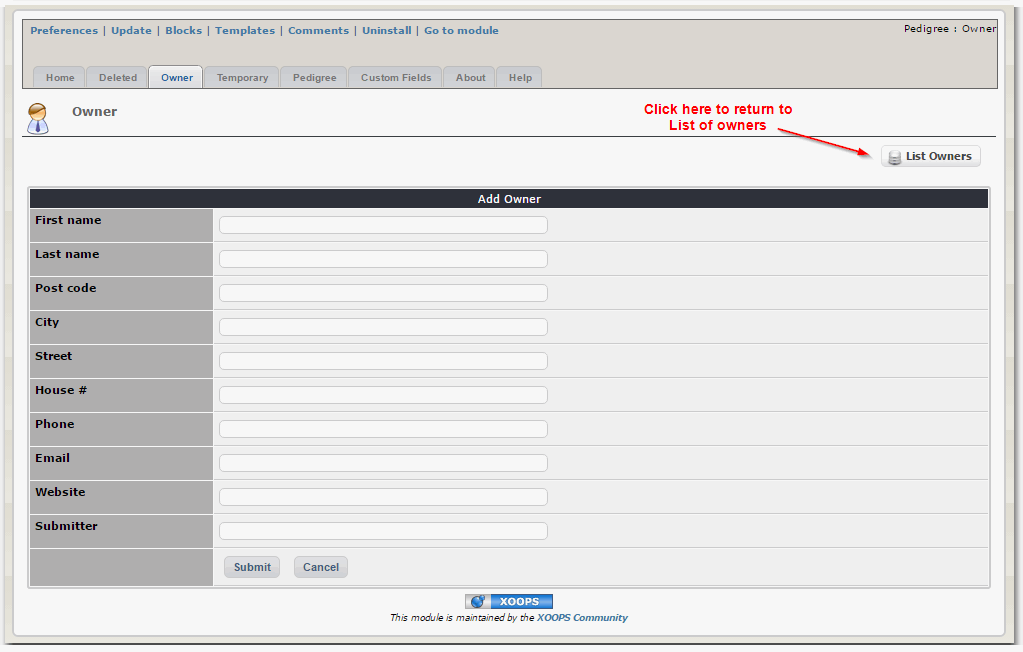 Preferences | Update | Blocks | Templates | Comments | Uninstall | Go to module
Pedigree : Owner
Home Deleted Owner Temporary Pedigree Custom Fields About Help
Owner
Click here to return to
List of owners
List Owners
Add Owner
First name
Last name
Post code
City
Street
House #
Phone
Email
Website
Submitter
Submit Cancel
XOOPS
This module is maintained by the XOOPS Community